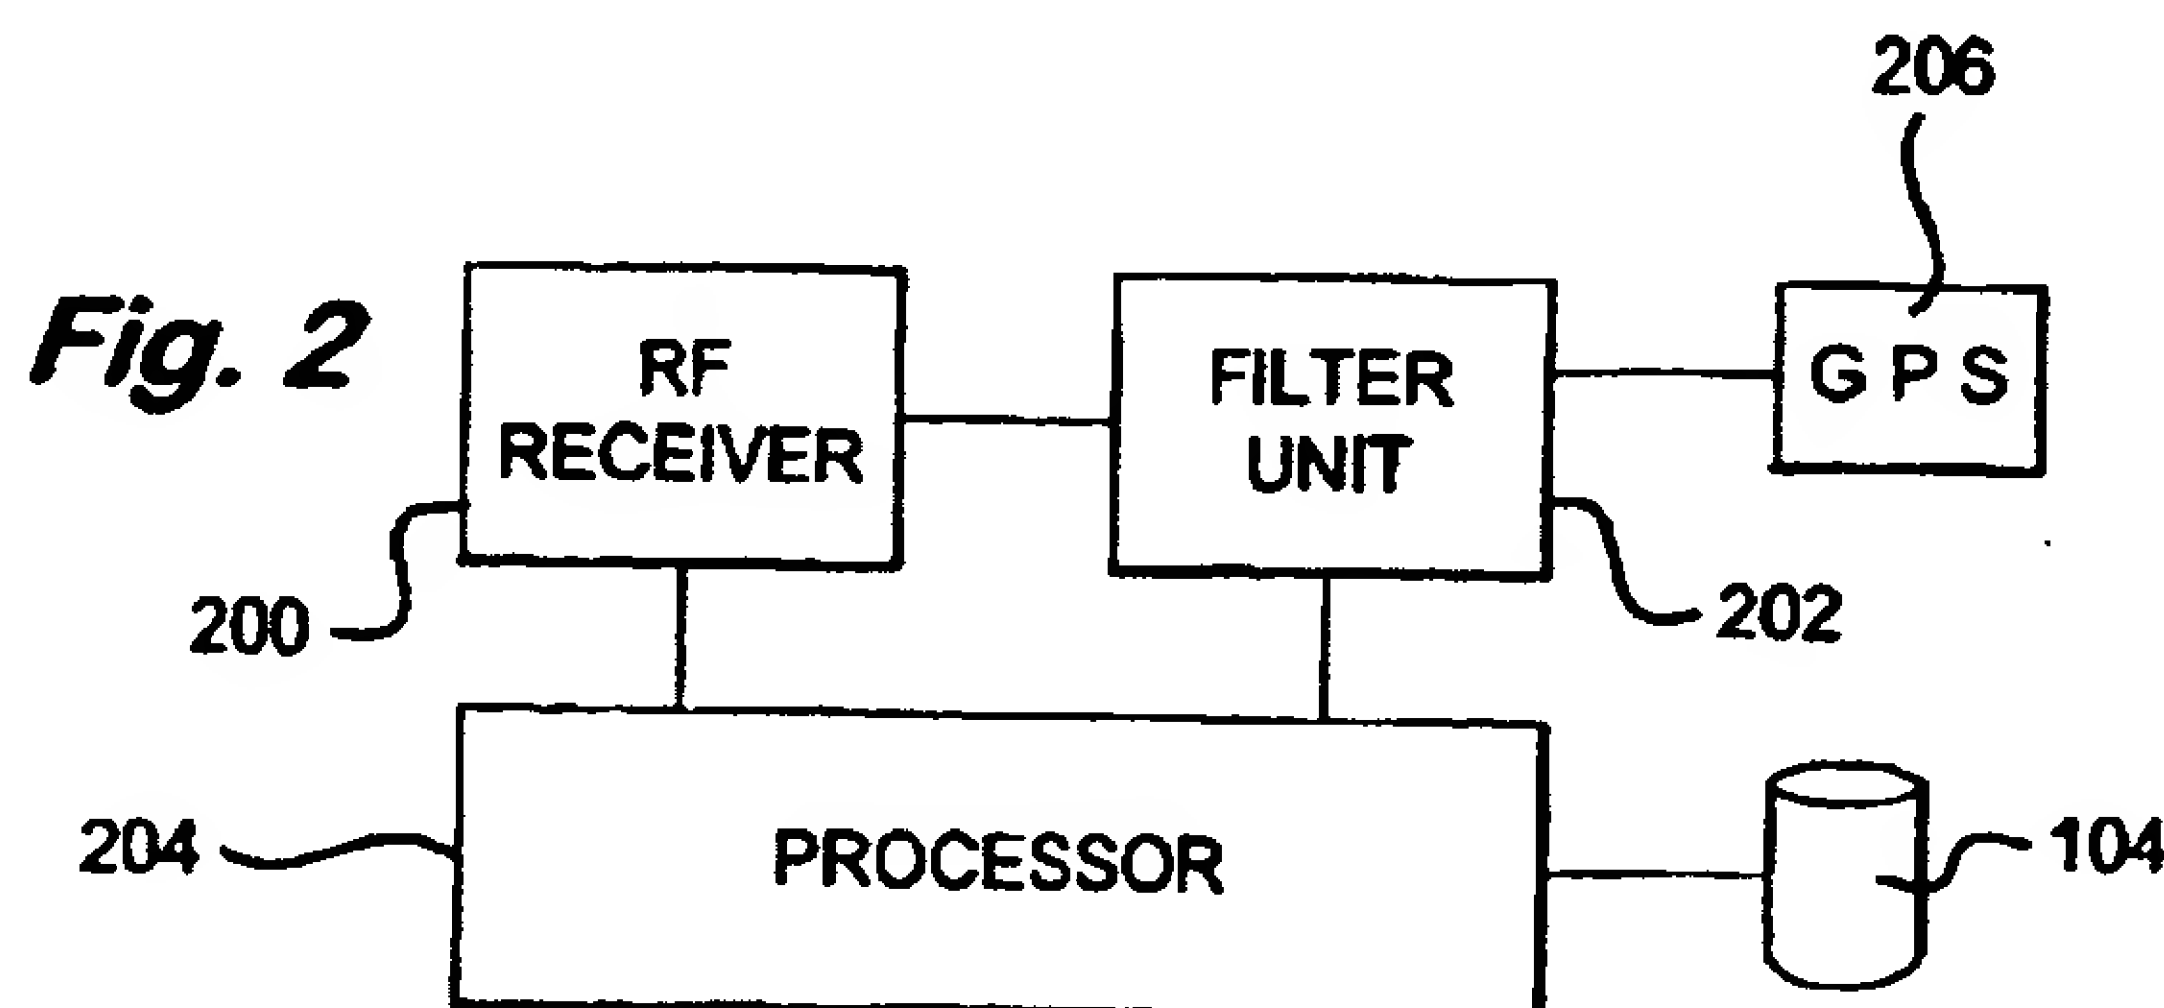 206
Fig. 2
RF
RECEIVER
FILTER
UNIT
G P S
200
202
204
PROCESSOR
104